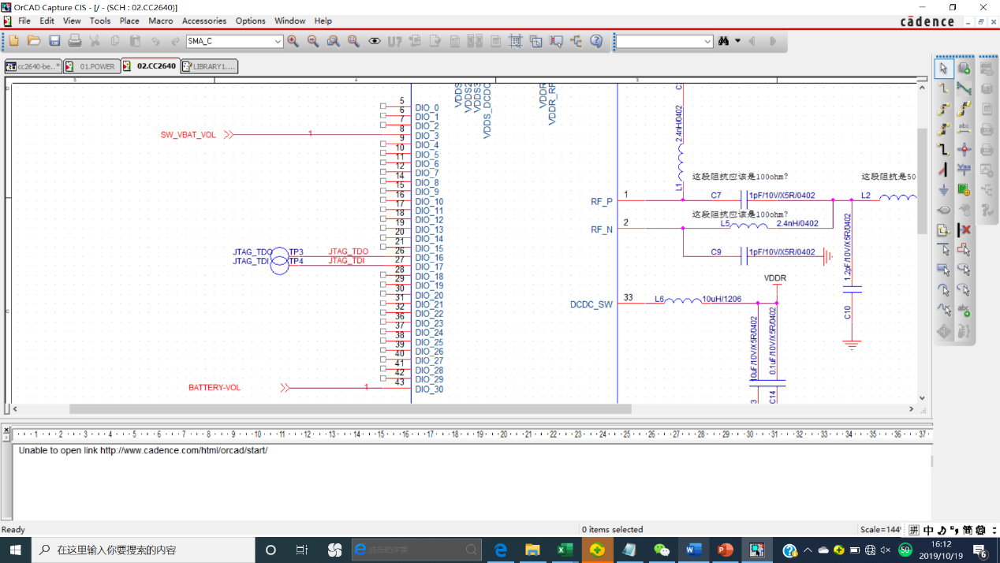 OrCAD Capture CIS - [/ - (SCH : 02.CC2640)]
File Edit View Tools Place Macro Accessories Options Window Help
cādence
SMA_C
cc2640-be...*
01.POWER
02.CC2640
LIBRARY1....
5 4 3
VDDS
VDDS2
VDDS3
VDDS_DCDC
VDDR
VDDR_RF
5 DIO_0
6 DIO_1
7 DIO_2
8 DIO_3
9 DIO_4
10 DIO_5
11 DIO_6
12 DIO_7
14 DIO_8
15 DIO_9
16 DIO_10
17 DIO_11
18 DIO_12
19 DIO_13
20 DIO_14
21 DIO_15
26 DIO_16
27 DIO_17
28 DIO_18
29 DIO_19
30 DIO_20
31 DIO_21
32 DIO_22
36 DIO_23
37 DIO_24
38 DIO_25
39 DIO_26
40 DIO_27
41 DIO_28
42 DIO_29
43 DIO_30
SW_VBAT_VOL 1
JTAG_TDO TP3 JTAG_TDO
JTAG_TDI TP4 JTAG_TDI
BATTERY-VOL 1
2.4nH/0402
L1
这段阻抗应该是100ohm?
这段阻抗是50
RF_P 1
C7 1pF/10V/X5R/0402
L2
这段阻抗应该是100ohm?
RF_N 2
L5 2.4nH/0402
C9 1pF/10V/X5R/0402
1.2pF/10V/X5R/0402
C10
VDDR
DCDC_SW 33
L6 10uH/1206
10uF/10V/X5R/0402
0.1uF/10V/X5R/0402
3
C14
1 2 3 4 5 6 7 8 9 10 11 12 13 14 15 16 17 18 19 20 21 22 23 24 25 26 27 28 29 30 31 32 33 34 35 36 37
Unable to open link http://www.cadence.com/html/orcad/start/
Ready
0 items selected
Scale=144
拼 中 简
在这里输入你要搜索的内容
50
16:12
2019/10/19
6